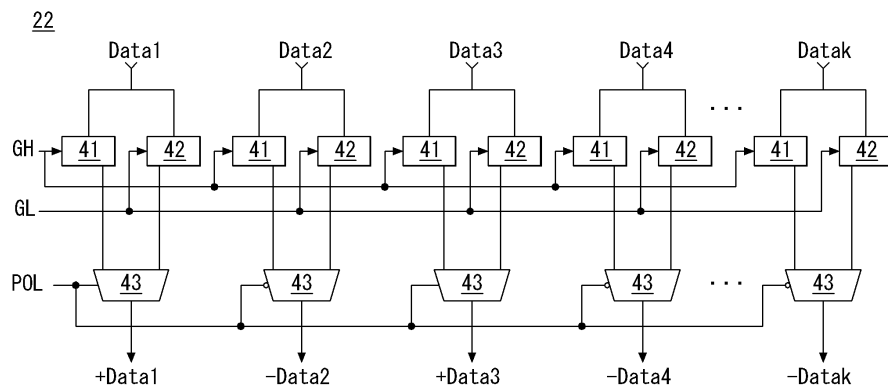 22
Data1 Data2 Data3 Data4 Datak
. . .
GH 41 42 41 42 41 42 41 42 41 42
GL
POL 43 43 43 43 . . . 43
+Data1 -Data2 +Data3 -Data4 -Datak